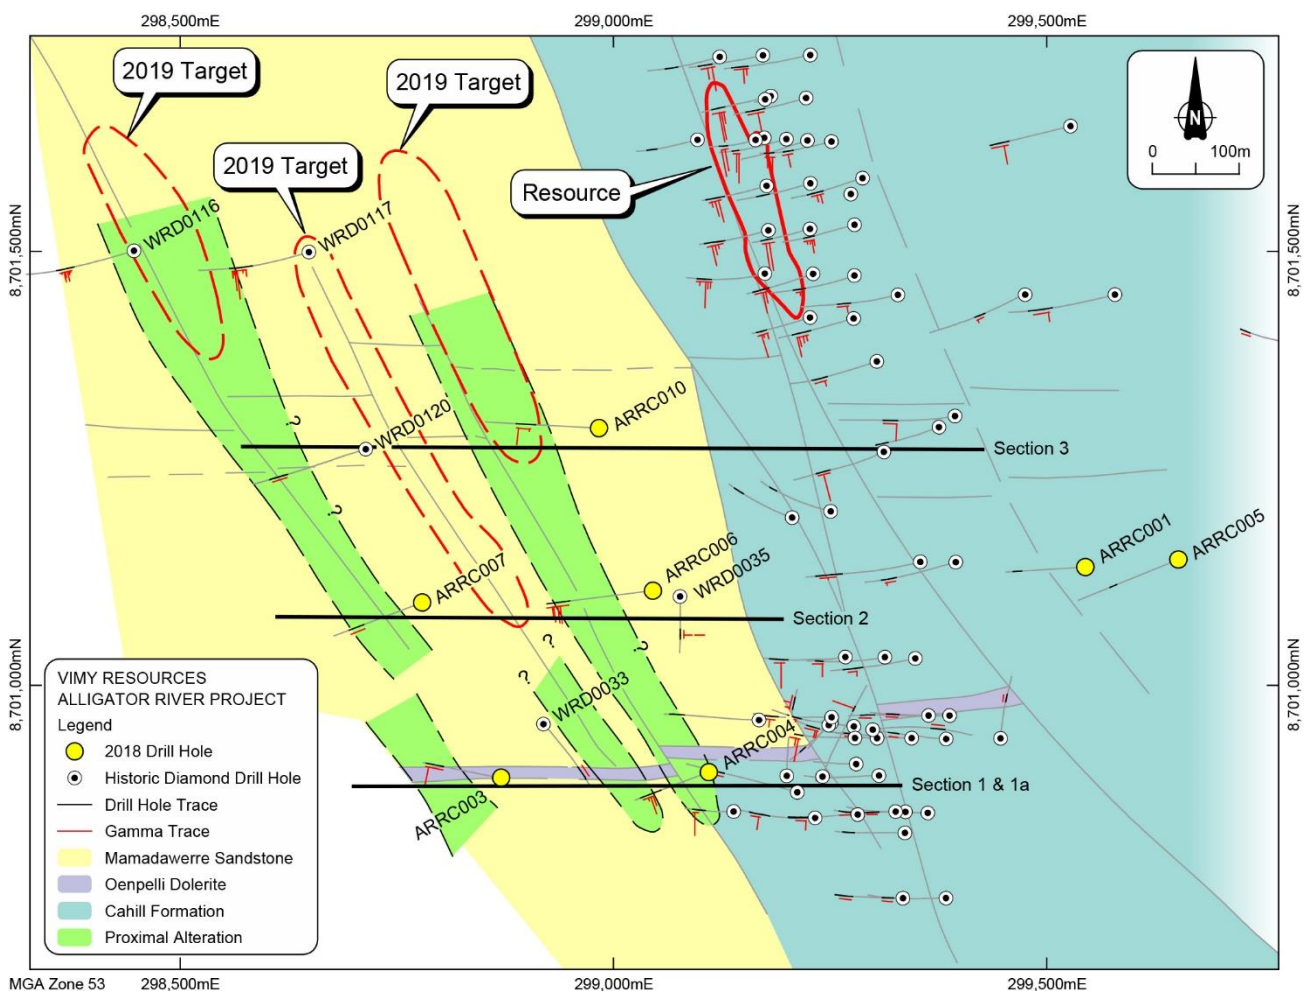 298,500mE
299,000mE
299,500mE
2019 Target
2019 Target
2019 Target
Resource
N
0 100m
8,701,500mN
8,701,500mN
WRD0116
WRD0117
WRD0120
ARRC010
?
Section 3
?
ARRC007
ARRC006
WRD0035
ARRC001
ARRC005
Section 2
?
?
?
WRD0033
8,701,000mN
8,701,000mN
ARRC004
ARRC003
Section 1 & 1a
VIMY RESOURCES
ALLIGATOR RIVER PROJECT
Legend
2018 Drill Hole
Historic Diamond Drill Hole
Drill Hole Trace
Gamma Trace
Mamadawerre Sandstone
Oenpelli Dolerite
Cahill Formation
Proximal Alteration
MGA Zone 53
298,500mE
299,000mE
299,500mE